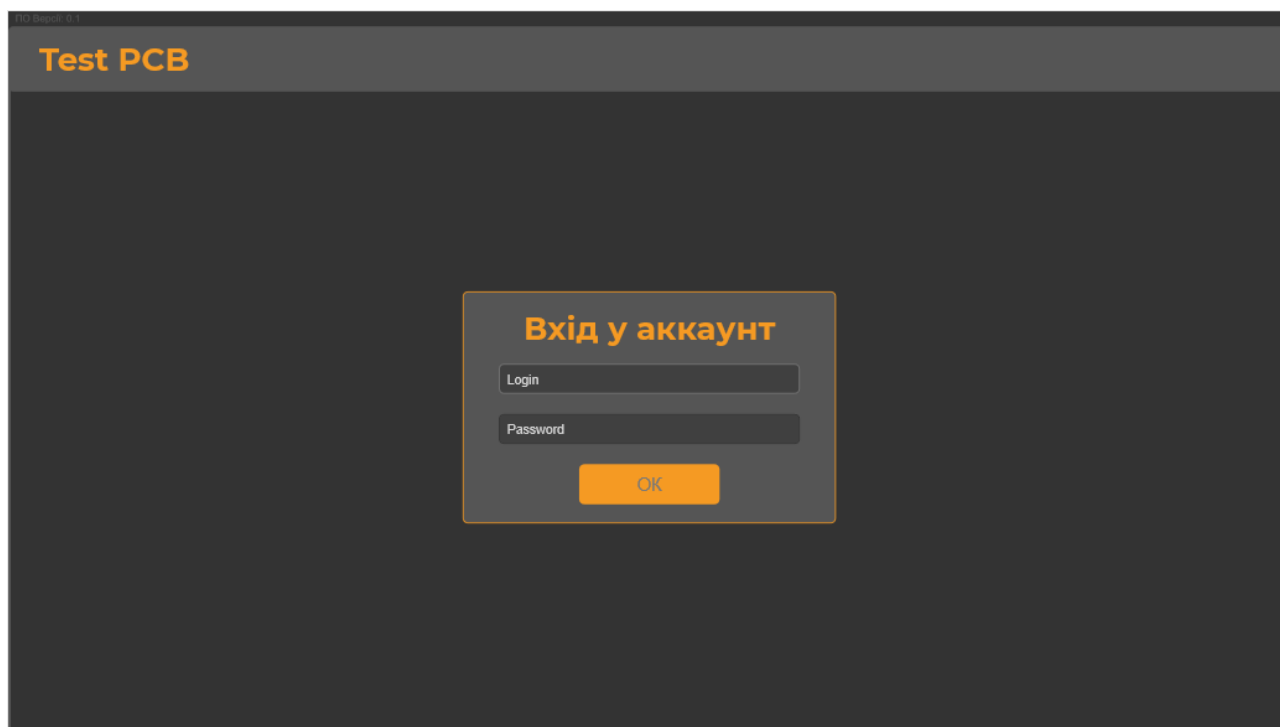 ПО Версії: 0.1
Test PCB
Вхід у аккаунт
Login
Password
OK